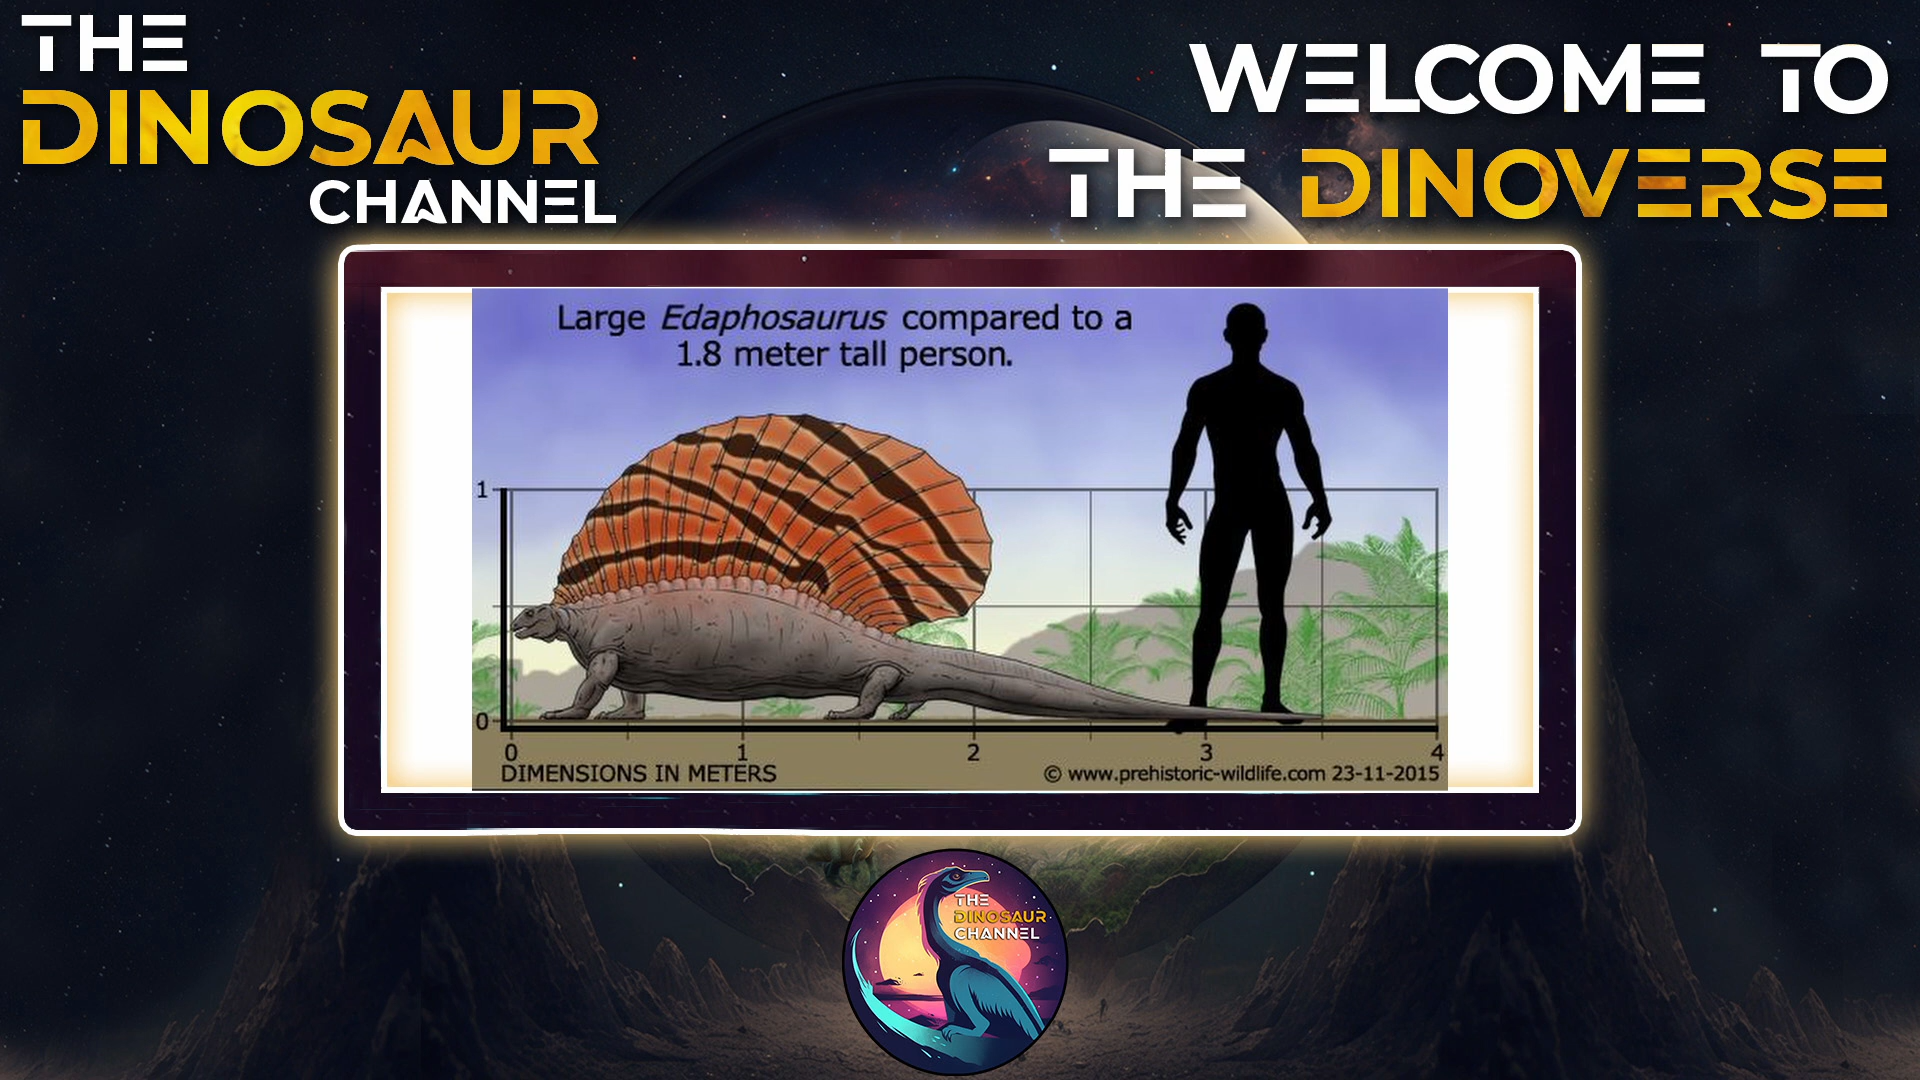 THE
DINOSAUR
CHANNEL
WELCOME TO
THE DINOVERSE
Large Edaphosaurus compared to a
1.8 meter tall person.
1
0
0 1 2 3 4
DIMENSIONS IN METERS
© www.prehistoric-wildlife.com 23-11-2015
THE
DINOSAUR
CHANNEL